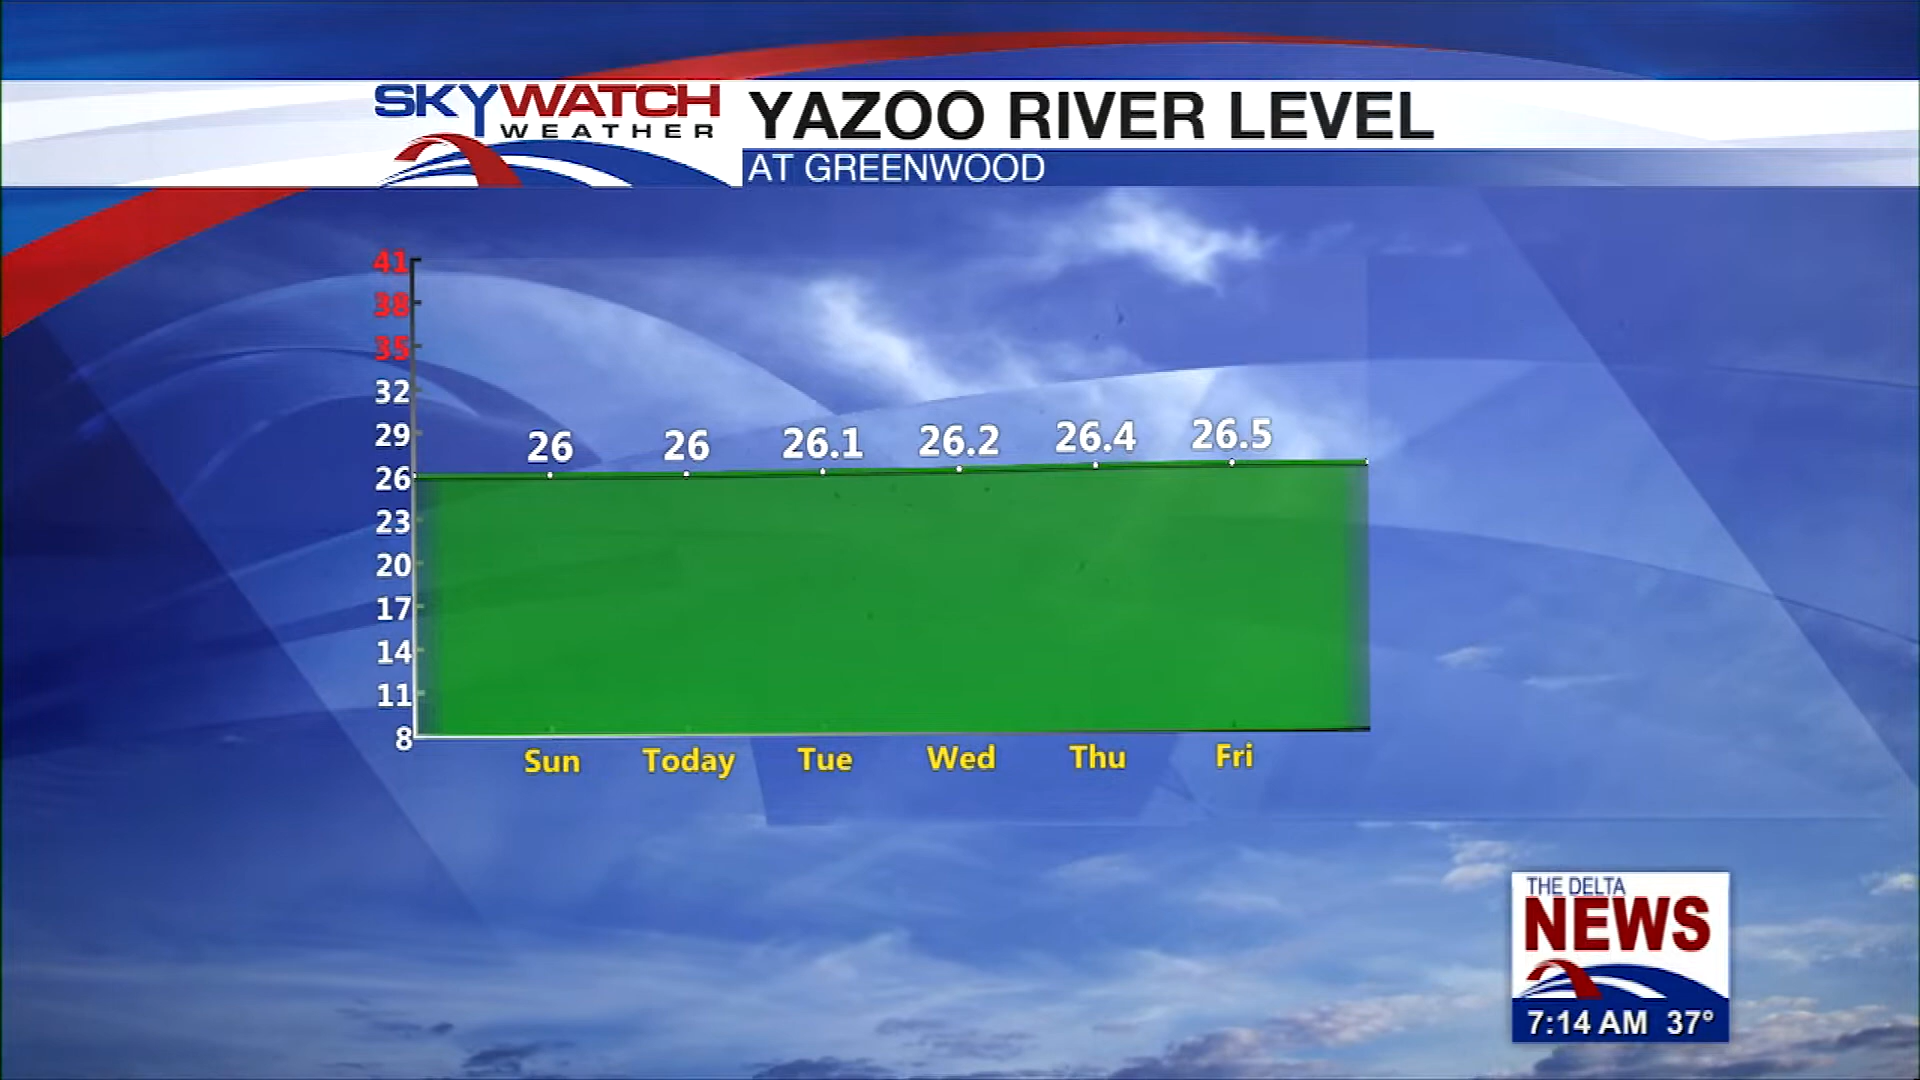 SKYWATCH
WEATHER
YAZOO RIVER LEVEL
AT GREENWOOD
41
38
35
32
29
26
23
20
17
14
11
8
26 26 26.1 26.2 26.4 26.5
Sun Today Tue Wed Thu Fri
THE DELTA
NEWS
7:14 AM 37°